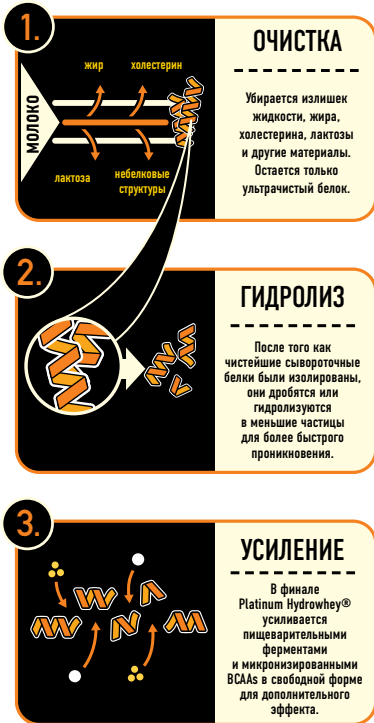 1.
ОЧИСТКА
жир
холестерин
МОЛОКО
лактоза
небелковые
структуры
Убирается излишек
жидкости, жира,
холестерина, лактозы
и другие материалы.
Остается только
ультрачистый белок.
2.
ГИДРОЛИЗ
После того как
чистейшие сывороточные
белки были изолированы,
они дробятся или
гидролизуются
в меньшие частицы
для более быстрого
проникновения.
3.
УСИЛЕНИЕ
В финале
Platinum Hydrowhey®
усиливается
пищеварительными
ферментами
и микронизированными
BCAAs в свободной форме
для дополнительного
эффекта.